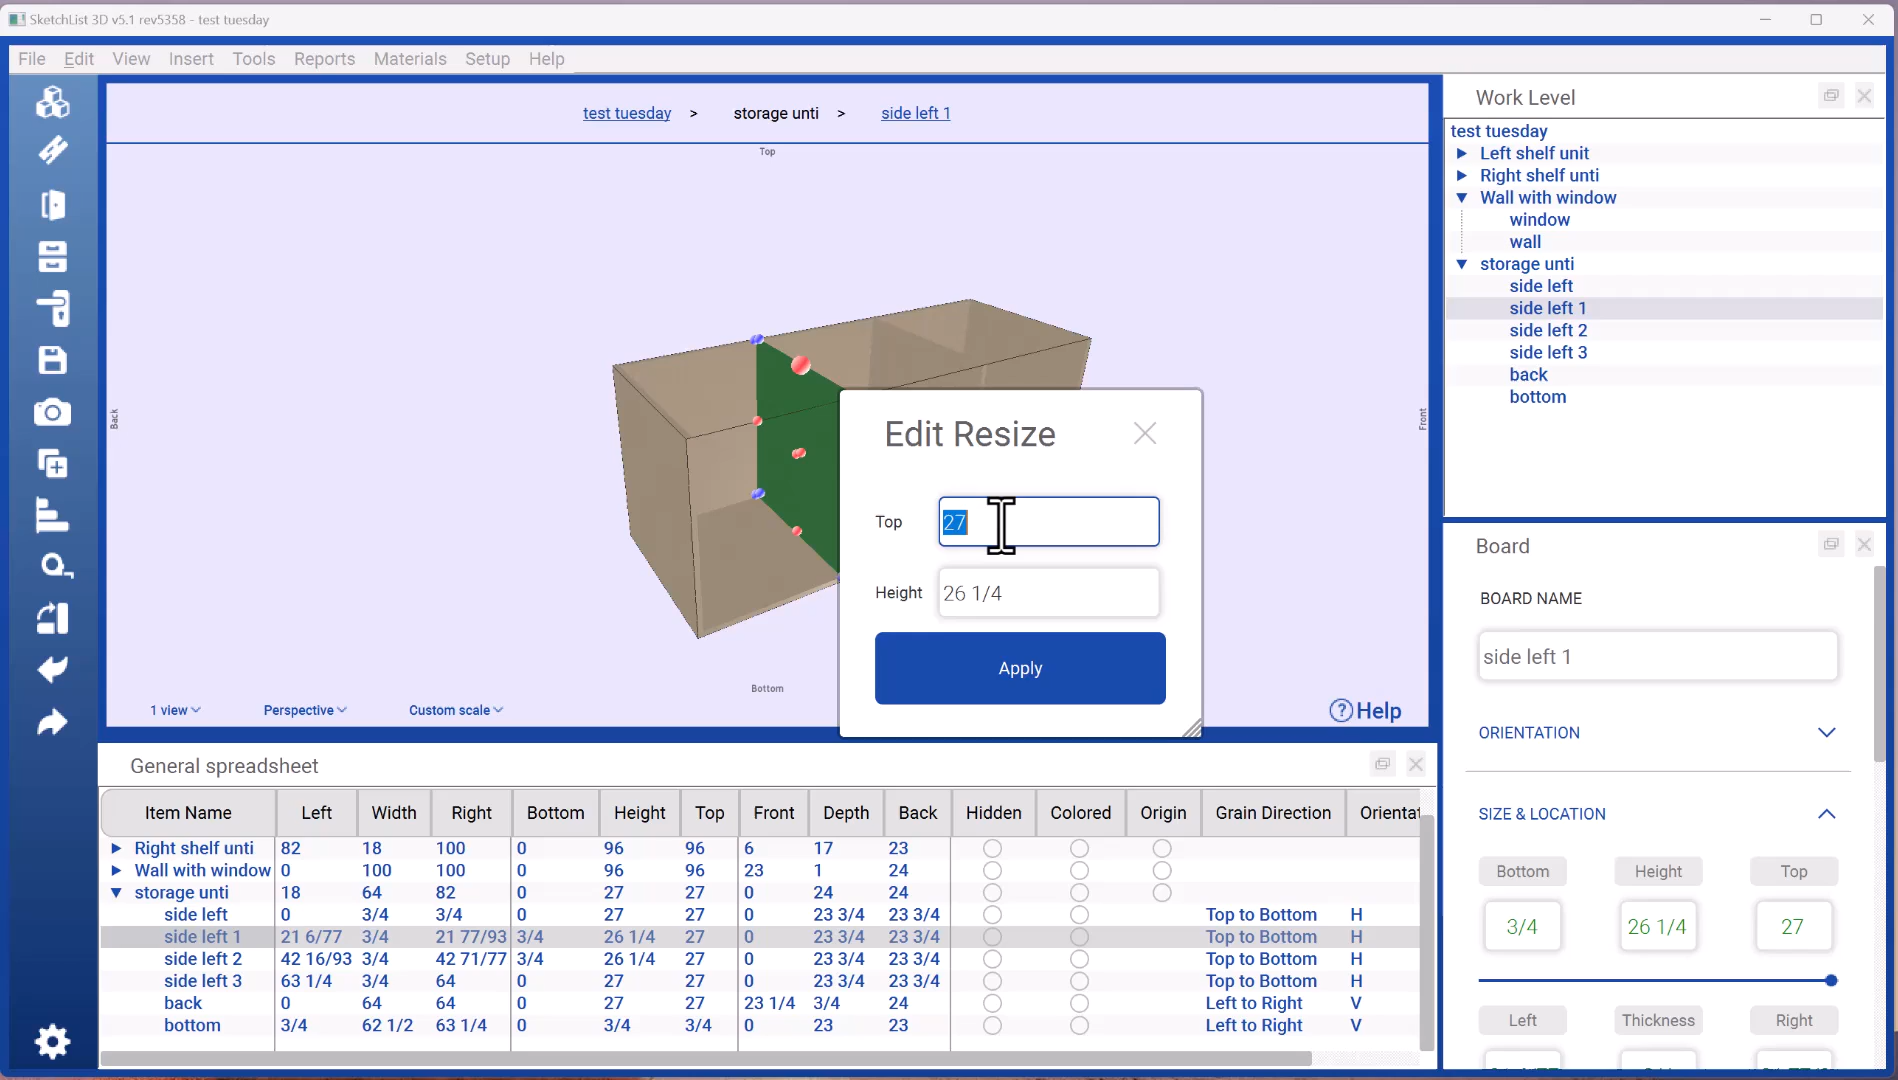 SketchList 3D v5.1 rev5358 - test tuesday
File Edit View Insert Tools Reports Materials Setup Help
test tuesday > storage unti > side left 1
Top
Back
Front
Bottom
1 view Perspective Custom scale
? Help
Edit Resize
Top 27
Height 26 1/4
Apply
Work Level
test tuesday
Left shelf unit
Right shelf unti
Wall with window
window
wall
storage unti
side left
side left 1
side left 2
side left 3
back
bottom
Board
BOARD NAME
side left 1
ORIENTATION
SIZE & LOCATION
Bottom Height Top
3/4 26 1/4 27
Left Thickness Right
General spreadsheet
Item Name Left Width Right Bottom Height Top Front Depth Back Hidden Colored Origin Grain Direction Orientat
Right shelf unti 82 18 100 0 96 96 6 17 23
Wall with window 0 100 100 0 96 96 23 1 24
storage unti 18 64 82 0 27 27 0 24 24
side left 0 3/4 3/4 0 27 27 0 23 3/4 23 3/4 Top to Bottom H
side left 1 21 6/77 3/4 21 77/93 3/4 26 1/4 27 0 23 3/4 23 3/4 Top to Bottom H
side left 2 42 16/93 3/4 42 71/77 3/4 26 1/4 27 0 23 3/4 23 3/4 Top to Bottom H
side left 3 63 1/4 3/4 64 0 27 27 0 23 3/4 23 3/4 Top to Bottom H
back 0 64 64 0 27 27 23 1/4 3/4 24 Left to Right V
bottom 3/4 62 1/2 63 1/4 0 3/4 3/4 0 23 23 Left to Right V